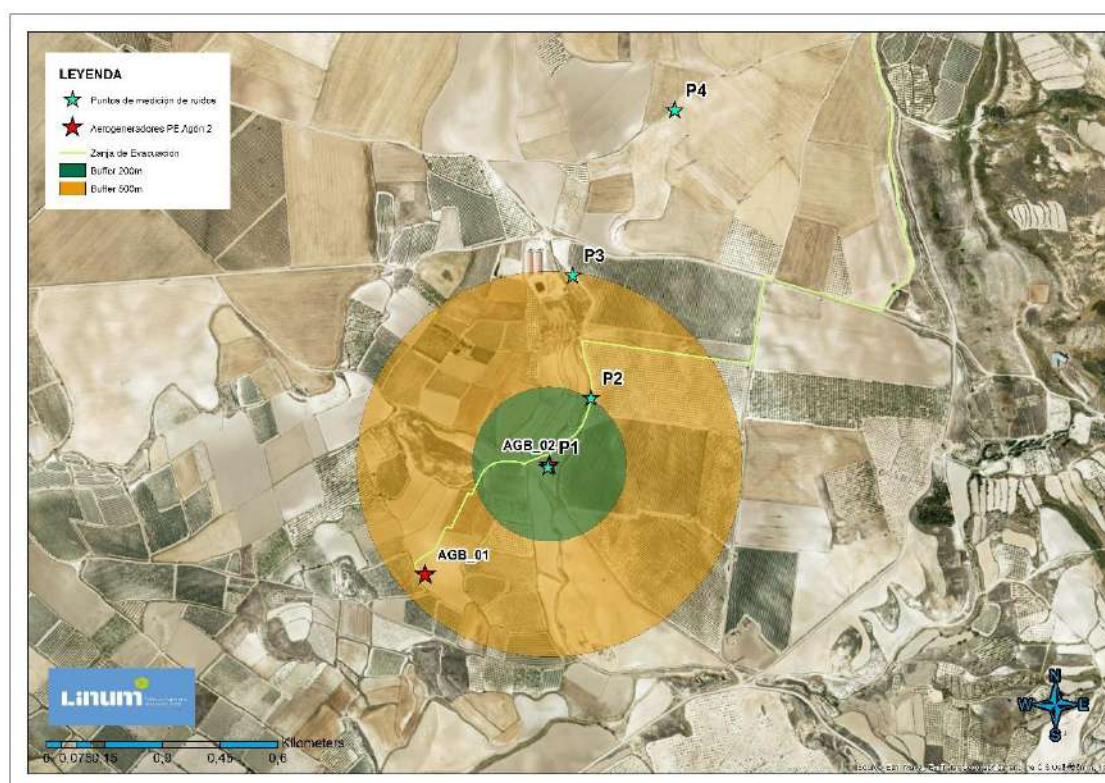 LEYENDA
Puntos de medición de ruidos
Aerogeneradores PE Agón 2
Zanja de Evacuación
Buffer 200m
Buffer 500m
P4
P3
P2
AGB_02
P1
AGB_01
Linum
N
W E
S
Kilometers
0 0,075 0,15 0,3 0,45 0,6